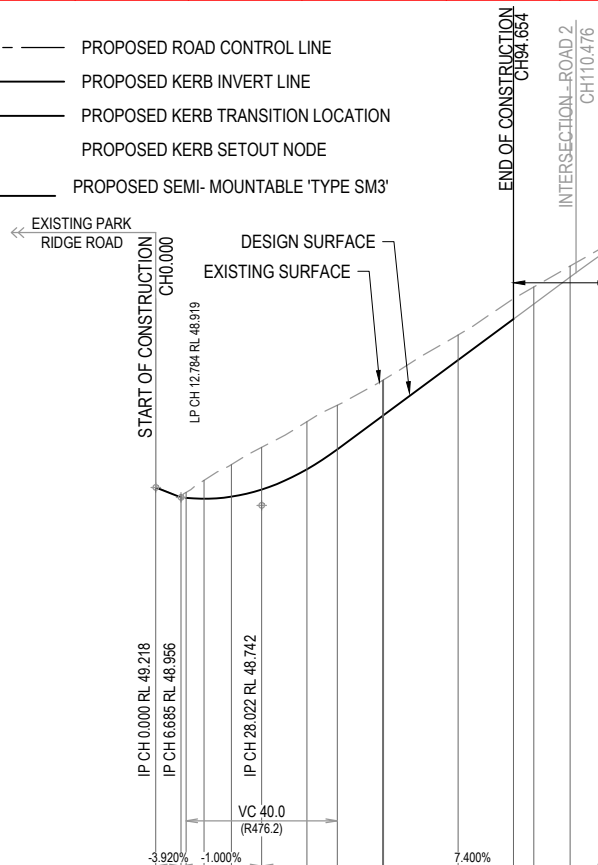 PROPOSED ROAD CONTROL LINE
PROPOSED KERB INVERT LINE
PROPOSED KERB TRANSITION LOCATION
PROPOSED KERB SETOUT NODE
PROPOSED SEMI- MOUNTABLE 'TYPE SM3'
END OF CONSTRUCTION
CH94.654
INTERSECTION - ROAD 2
CH110.476
EXISTING PARK
RIDGE ROAD
START OF CONSTRUCTION
CH0.000
LP CH 12.784 RL 48.919
DESIGN SURFACE
EXISTING SURFACE
IP CH 0.000 RL 49.218
IP CH 6.685 RL 48.956
IP CH 28.022 RL 48.742
VC 40.0
(R476.2)
-3.920%
-1.000%
7.400%